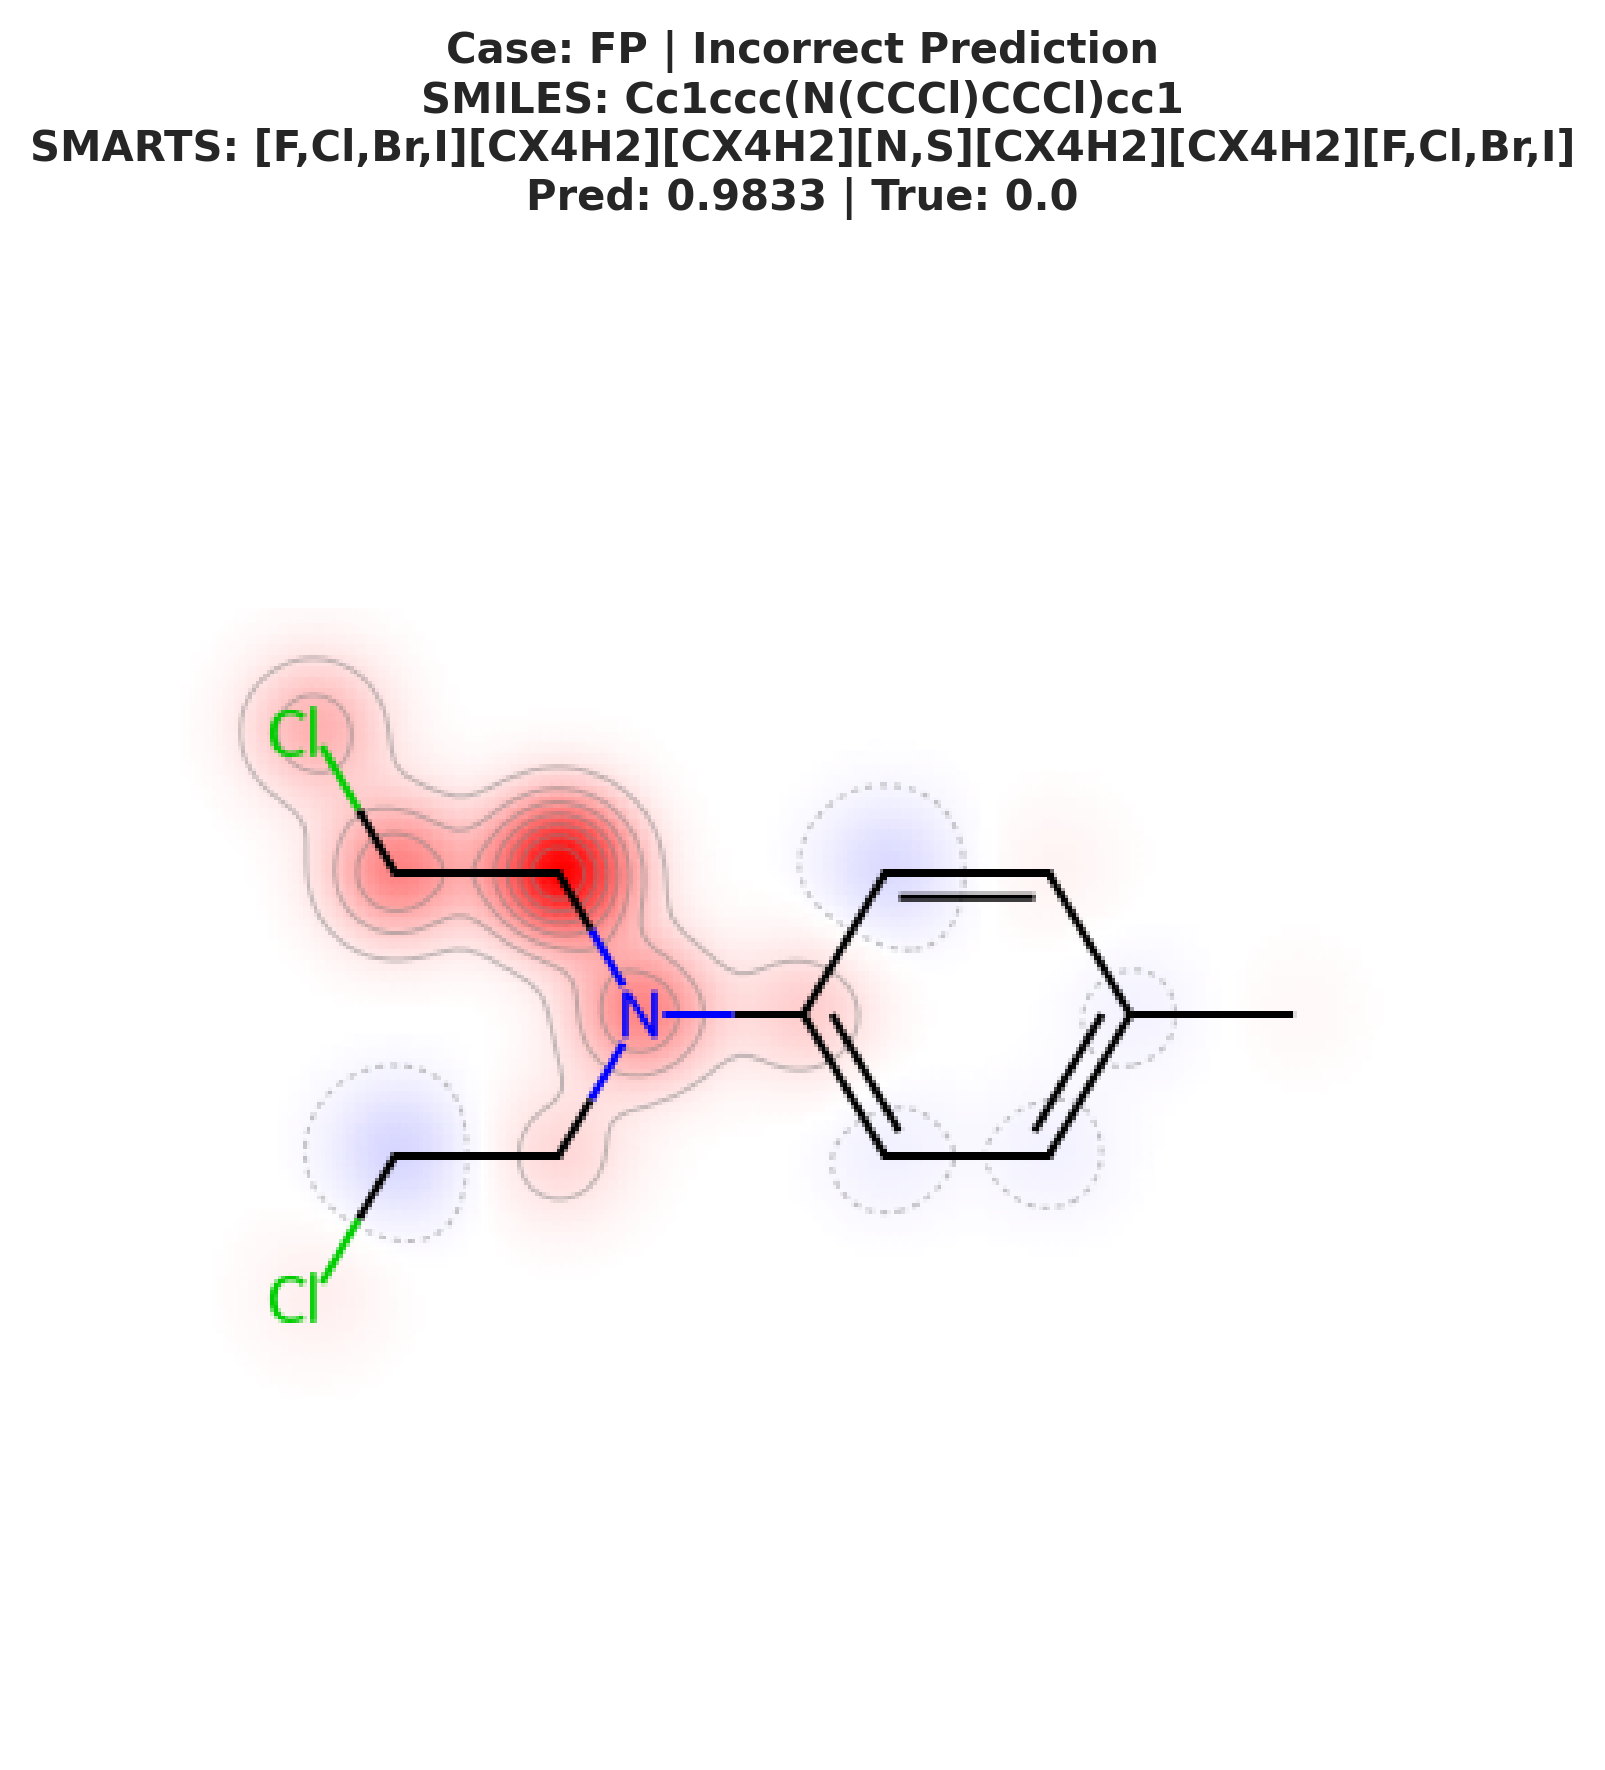 Case: FP | Incorrect Prediction
SMILES: Cc1ccc(N(CCCl)CCCl)cc1
SMARTS: [F,Cl,Br,I][CX4H2][CX4H2][N,S][CX4H2][CX4H2][F,Cl,Br,I]
Pred: 0.9833 | True: 0.0
Cl
N
Cl